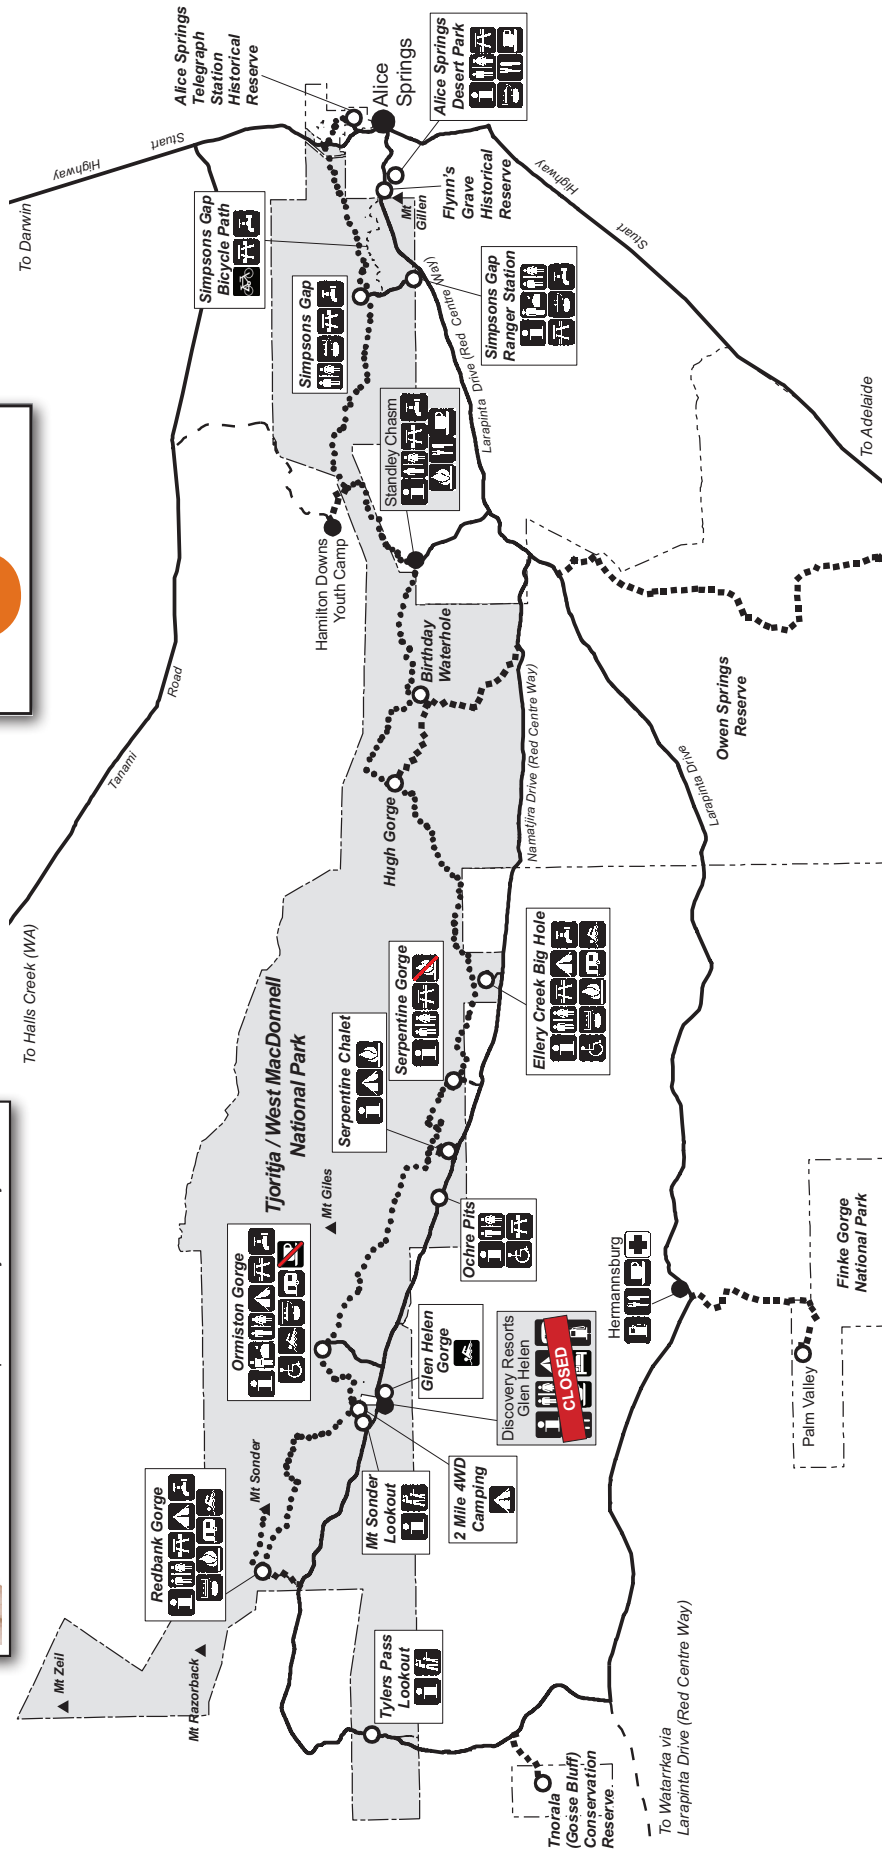 To Darwin
Stuart
Highway
Alice Springs
Telegraph
Station
Historical
Reserve
Alice
Springs
Alice Springs
Desert Park
Simpsons Gap
Bicycle Path
Mt
Gillen
Flynn's
Grave
Historical
Reserve
Highway
Stuart
To Adelaide
Simpsons Gap
Simpsons Gap
Ranger Station
Larapinta Drive (Red Centre Way)
Standley Chasm
Hamilton Downs
Youth Camp
Tanami
Road
To Halls Creek (WA)
Birthday
Waterhole
Namatjira Drive (Red Centre Way)
Owen Springs
Reserve
Larapinta Drive
Hugh Gorge
Ellery Creek Big Hole
Serpentine Gorge
Serpentine Chalet
Tjoritja / West MacDonnell
National Park
Mt Giles
Ochre Pits
Ormiston Gorge
Glen Helen
Gorge
Discovery Resorts
Glen Helen
CLOSED
Hermannsburg
Finke Gorge
National Park
Palm Valley
2 Mile 4WD
Camping
Mt Sonder
Lookout
Mt Sonder
Redbank Gorge
Mt Zeil
Mt Razorback
Tylers Pass
Lookout
Tnorala
(Gosse Bluff)
Conservation
Reserve
To Watarrka via
Larapinta Drive (Red Centre Way)